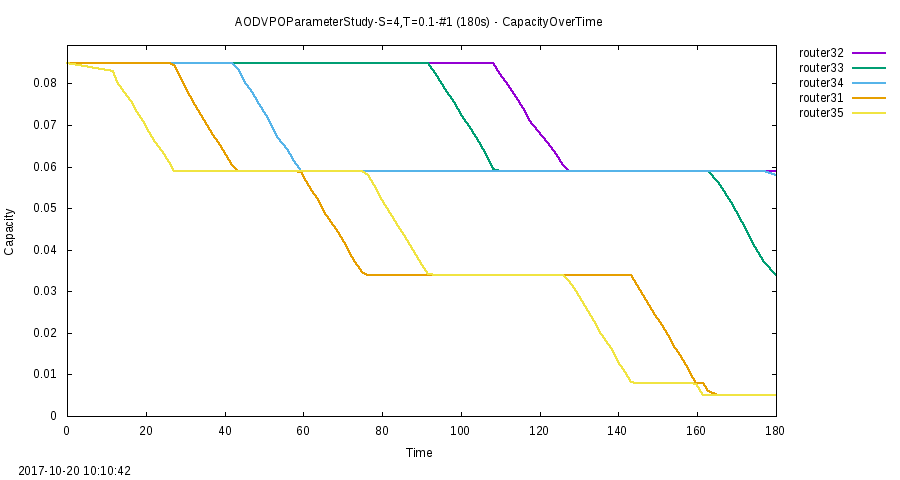 AODVPOParameterStudy-S=4,T=0.1-#1 (180s) - CapacityOverTime
router32
router33
router34
router31
router35
0.08
0.07
0.06
0.05
0.04
0.03
0.02
0.01
0
Capacity
0 20 40 60 80 100 120 140 160 180
Time
2017-10-20 10:10:42